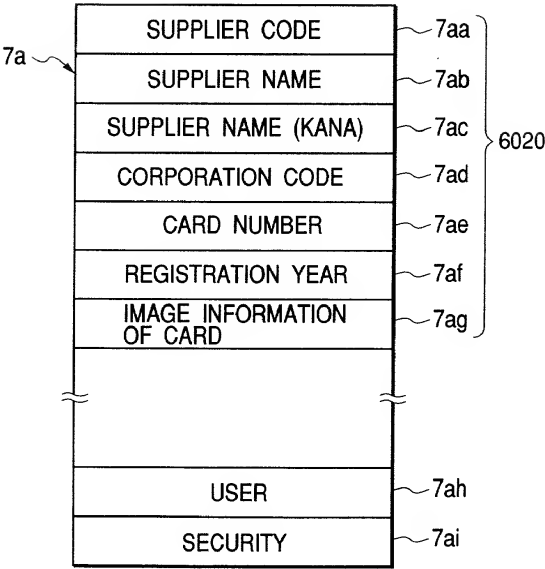 SUPPLIER CODE 7aa
7a
SUPPLIER NAME 7ab
SUPPLIER NAME (KANA) 7ac
6020
CORPORATION CODE 7ad
CARD NUMBER 7ae
REGISTRATION YEAR 7af
IMAGE INFORMATION
OF CARD 7ag
USER 7ah
SECURITY 7ai